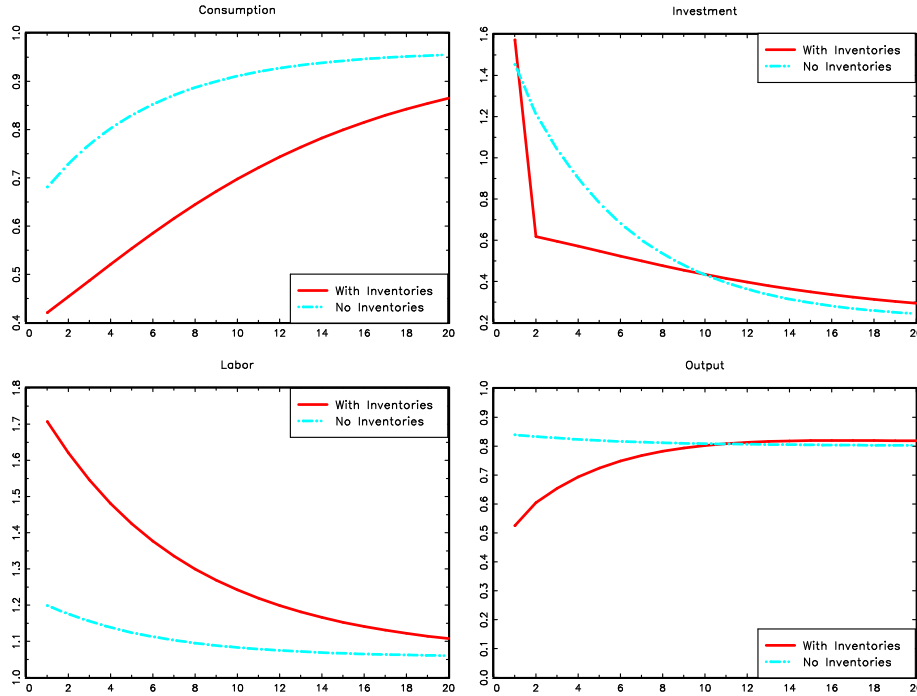 Consumption
1.0
0.9
0.8
0.7
0.6
0.5
0.4
With Inventories
No Inventories
0 2 4 6 8 10 12 14 16 18 20
Investment
1.6
1.4
1.2
1.0
0.8
0.6
0.4
0.2
With Inventories
No Inventories
0 2 4 6 8 10 12 14 16 18 20
Labor
1.8
1.7
1.6
1.5
1.4
1.3
1.2
1.1
1.0
With Inventories
No Inventories
0 2 4 6 8 10 12 14 16 18 20
Output
1.0
0.9
0.8
0.7
0.6
0.5
0.4
0.3
0.2
0.1
0.0
With Inventories
No Inventories
0 2 4 6 8 10 12 14 16 18 20